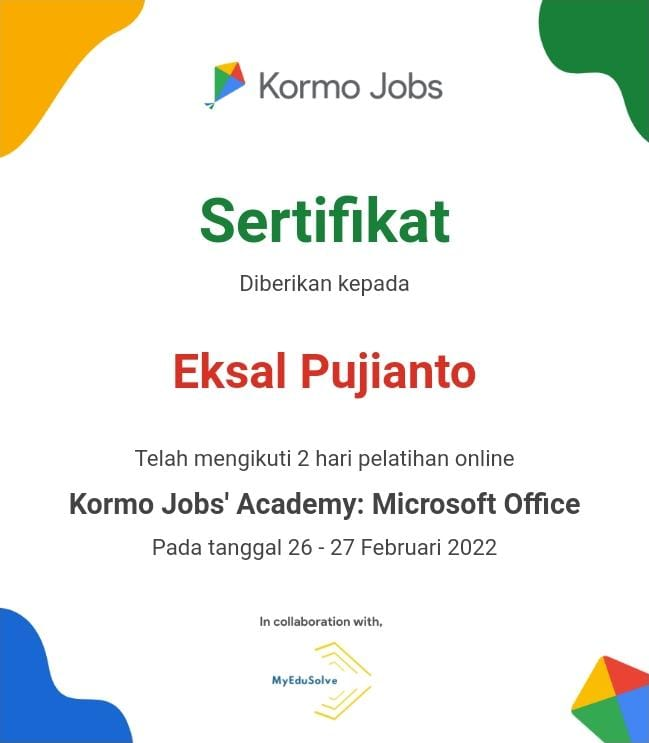 Kormo Jobs
Sertifikat
Diberikan kepada
Eksal Pujianto
Telah mengikuti 2 hari pelatihan online
Kormo Jobs' Academy: Microsoft Office
Pada tanggal 26 - 27 Februari 2022
In collaboration with,
MyEduSolve